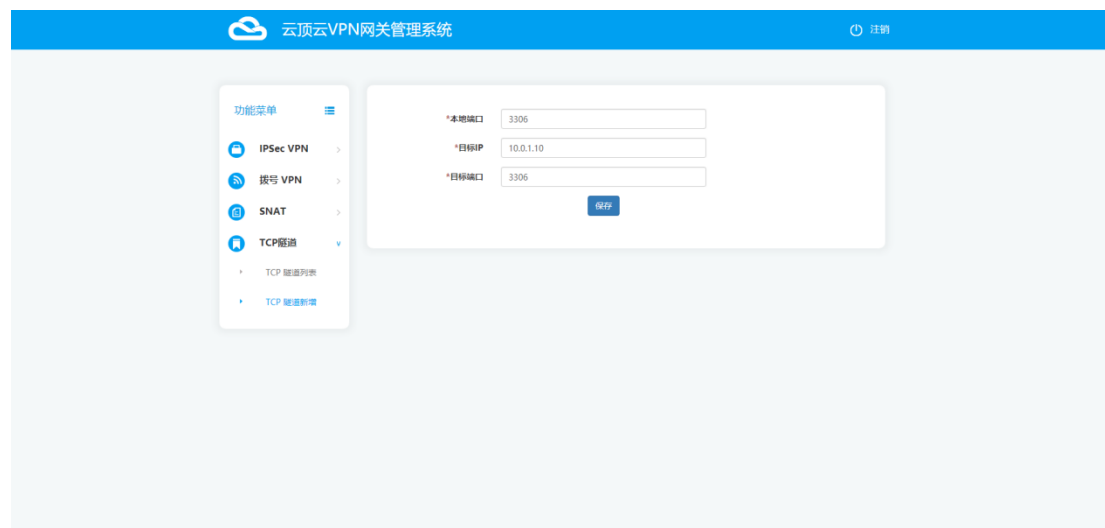 云顶云VPN网关管理系统
注销
功能菜单
IPSec VPN
拨号 VPN
SNAT
TCP隧道
TCP 隧道列表
TCP 隧道新增
*本地端口 3306
*目标IP 10.0.1.10
*目标端口 3306
保存